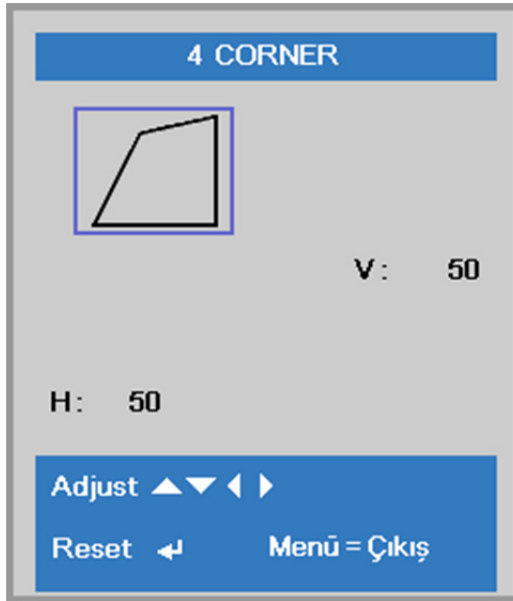 4 CORNER
V: 50
H: 50
Adjust
Reset Menü = Çıkış